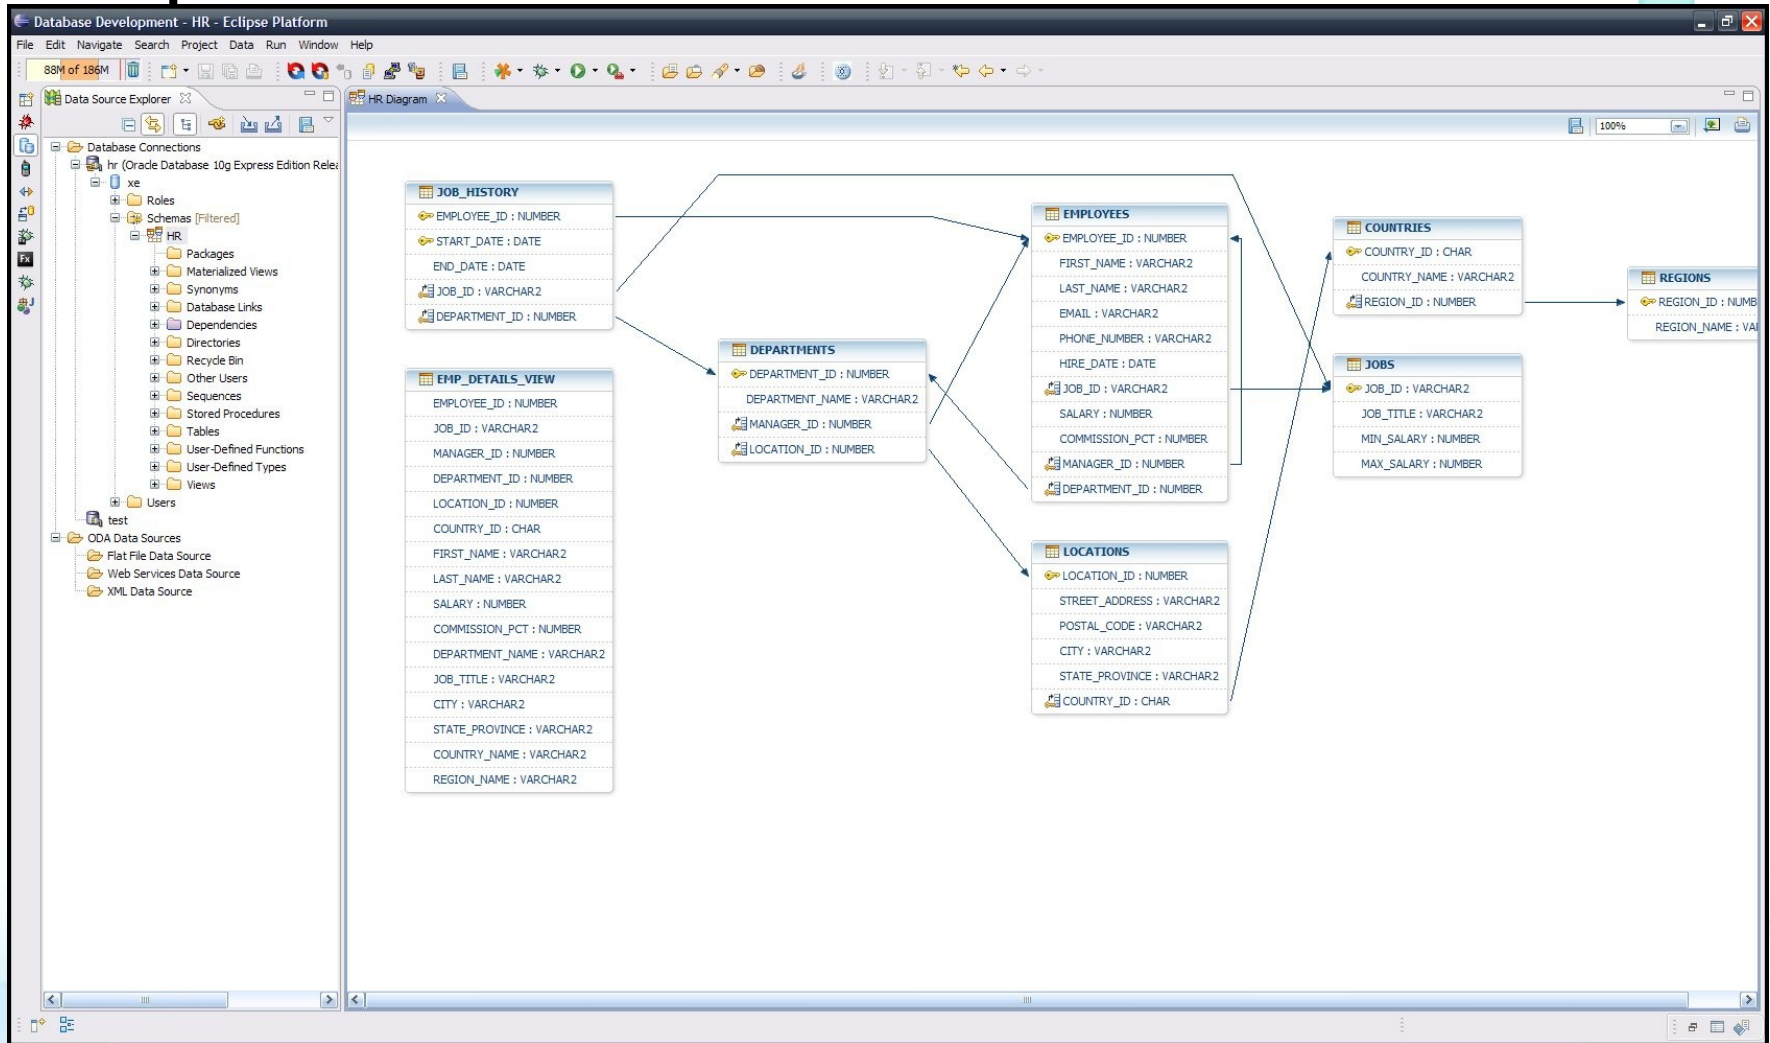 Database Development - HR - Eclipse Platform
File Edit Navigate Search Project Data Run Window Help
88M of 186M
Data Source Explorer
Database Connections
hr (Oracle Database 10g Express Edition Relea
xe
Roles
Schemas [Filtered]
HR
Packages
Materialized Views
Synonyms
Database Links
Dependencies
Directories
Recycle Bin
Other Users
Sequences
Stored Procedures
Tables
User-Defined Functions
User-Defined Types
Views
Users
test
ODA Data Sources
Flat File Data Source
Web Services Data Source
XML Data Source
Fx
HR Diagram
100%
JOB_HISTORY
EMPLOYEE_ID : NUMBER
START_DATE : DATE
END_DATE : DATE
JOB_ID : VARCHAR2
DEPARTMENT_ID : NUMBER
EMP_DETAILS_VIEW
EMPLOYEE_ID : NUMBER
JOB_ID : VARCHAR2
MANAGER_ID : NUMBER
DEPARTMENT_ID : NUMBER
LOCATION_ID : NUMBER
COUNTRY_ID : CHAR
FIRST_NAME : VARCHAR2
LAST_NAME : VARCHAR2
SALARY : NUMBER
COMMISSION_PCT : NUMBER
DEPARTMENT_NAME : VARCHAR2
JOB_TITLE : VARCHAR2
CITY : VARCHAR2
STATE_PROVINCE : VARCHAR2
COUNTRY_NAME : VARCHAR2
REGION_NAME : VARCHAR2
DEPARTMENTS
DEPARTMENT_ID : NUMBER
DEPARTMENT_NAME : VARCHAR2
MANAGER_ID : NUMBER
LOCATION_ID : NUMBER
EMPLOYEES
EMPLOYEE_ID : NUMBER
FIRST_NAME : VARCHAR2
LAST_NAME : VARCHAR2
EMAIL : VARCHAR2
PHONE_NUMBER : VARCHAR2
HIRE_DATE : DATE
JOB_ID : VARCHAR2
SALARY : NUMBER
COMMISSION_PCT : NUMBER
MANAGER_ID : NUMBER
DEPARTMENT_ID : NUMBER
LOCATIONS
LOCATION_ID : NUMBER
STREET_ADDRESS : VARCHAR2
POSTAL_CODE : VARCHAR2
CITY : VARCHAR2
STATE_PROVINCE : VARCHAR2
COUNTRY_ID : CHAR
COUNTRIES
COUNTRY_ID : CHAR
COUNTRY_NAME : VARCHAR2
REGION_ID : NUMBER
JOBS
JOB_ID : VARCHAR2
JOB_TITLE : VARCHAR2
MIN_SALARY : NUMBER
MAX_SALARY : NUMBER
REGIONS
REGION_ID : NUMB
REGION_NAME : VAI